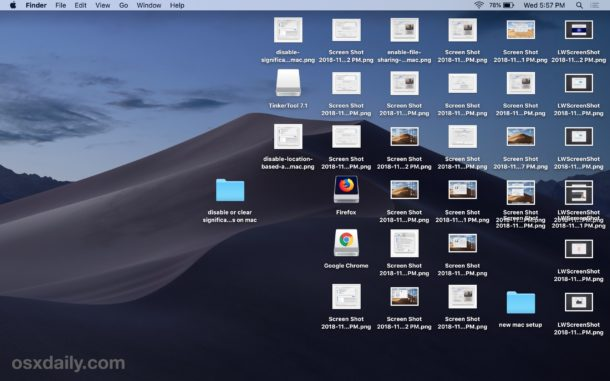 Finder File Edit View Go Window Help 78% Wed 5:57 PM
disable- Screen Shot enable-file- Screen Shot Screen Shot LWScreenShot
significa...mac.png 2018-11...2 PM.png sharing-...mac.png 2018-11...PM.png 2018-11...1 PM.png 2018-11...PM.png
TinkerTool 7.1 Screen Shot Screen Shot Screen Shot Screen Shot LWScreenShot
2018-11...PM.png 2018-11...PM.png 2018-11...PM.png 2018-11...PM.png 2018-11...PM.png
disable-location- Screen Shot Screen Shot Screen Shot Screen Shot LWScreenShot
based-a...mac.png 2018-11...2 PM.png 2018-11...2 PM.png 2018-11...PM.png 2018-11...7 PM.png 2018-11...PM.png
disable or clear Firefox Screen Shot Screen Shot Screen Shot LWScreenShot
significa...s on mac 2018-11...1 PM.png 2018-11...PM.png 2018-11...1 PM.png 2018-11...PM.png
Google Chrome Screen Shot Screen Shot LWScreenShot
2018-11...PM.png 2018-11...1 PM.png 2018-11...PM.png
Screen Shot Screen Shot Screen Shot new mac setup LWScreenShot
2018-11...PM.png 2018-11...2 PM.png 2018-11...PM.png 2018-11...PM.png
osxdaily.com